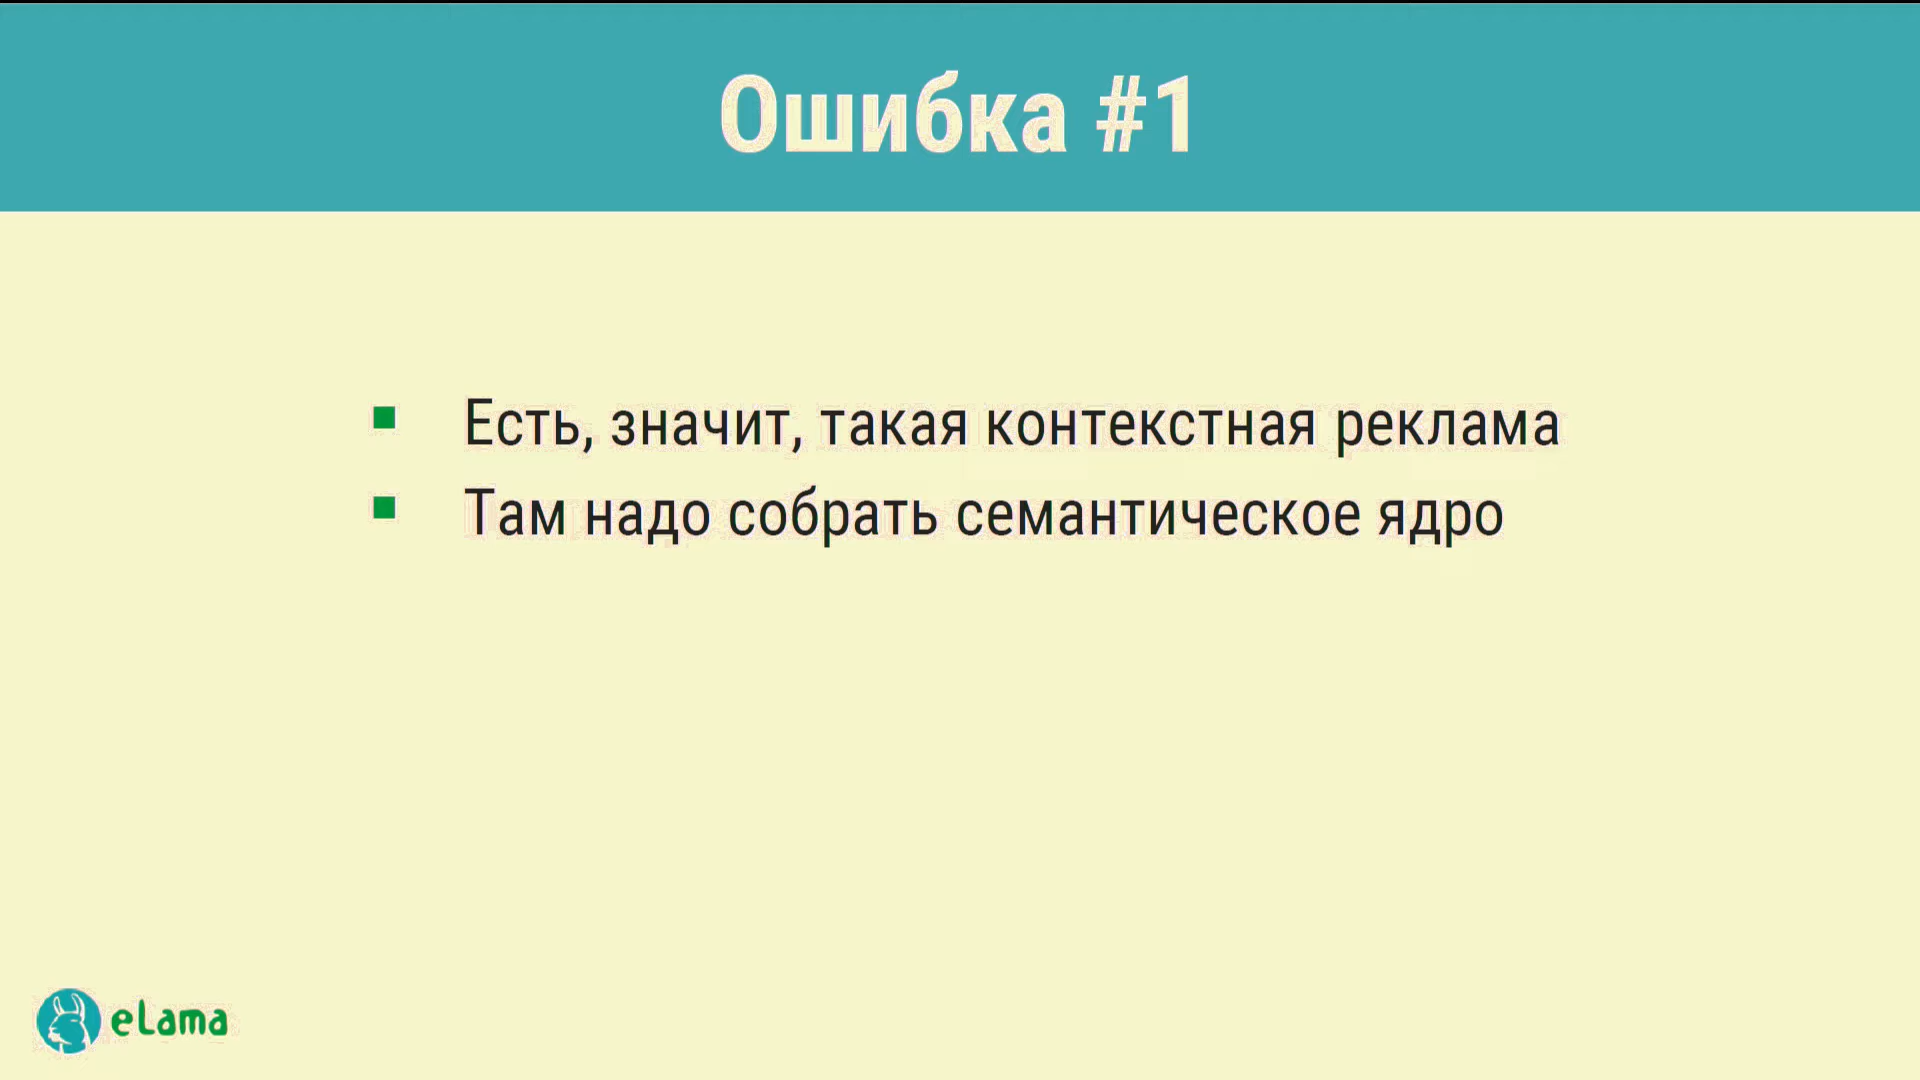 Ошибка #1
Есть, значит, такая контекстная реклама
Там надо собрать семантическое ядро
eLama